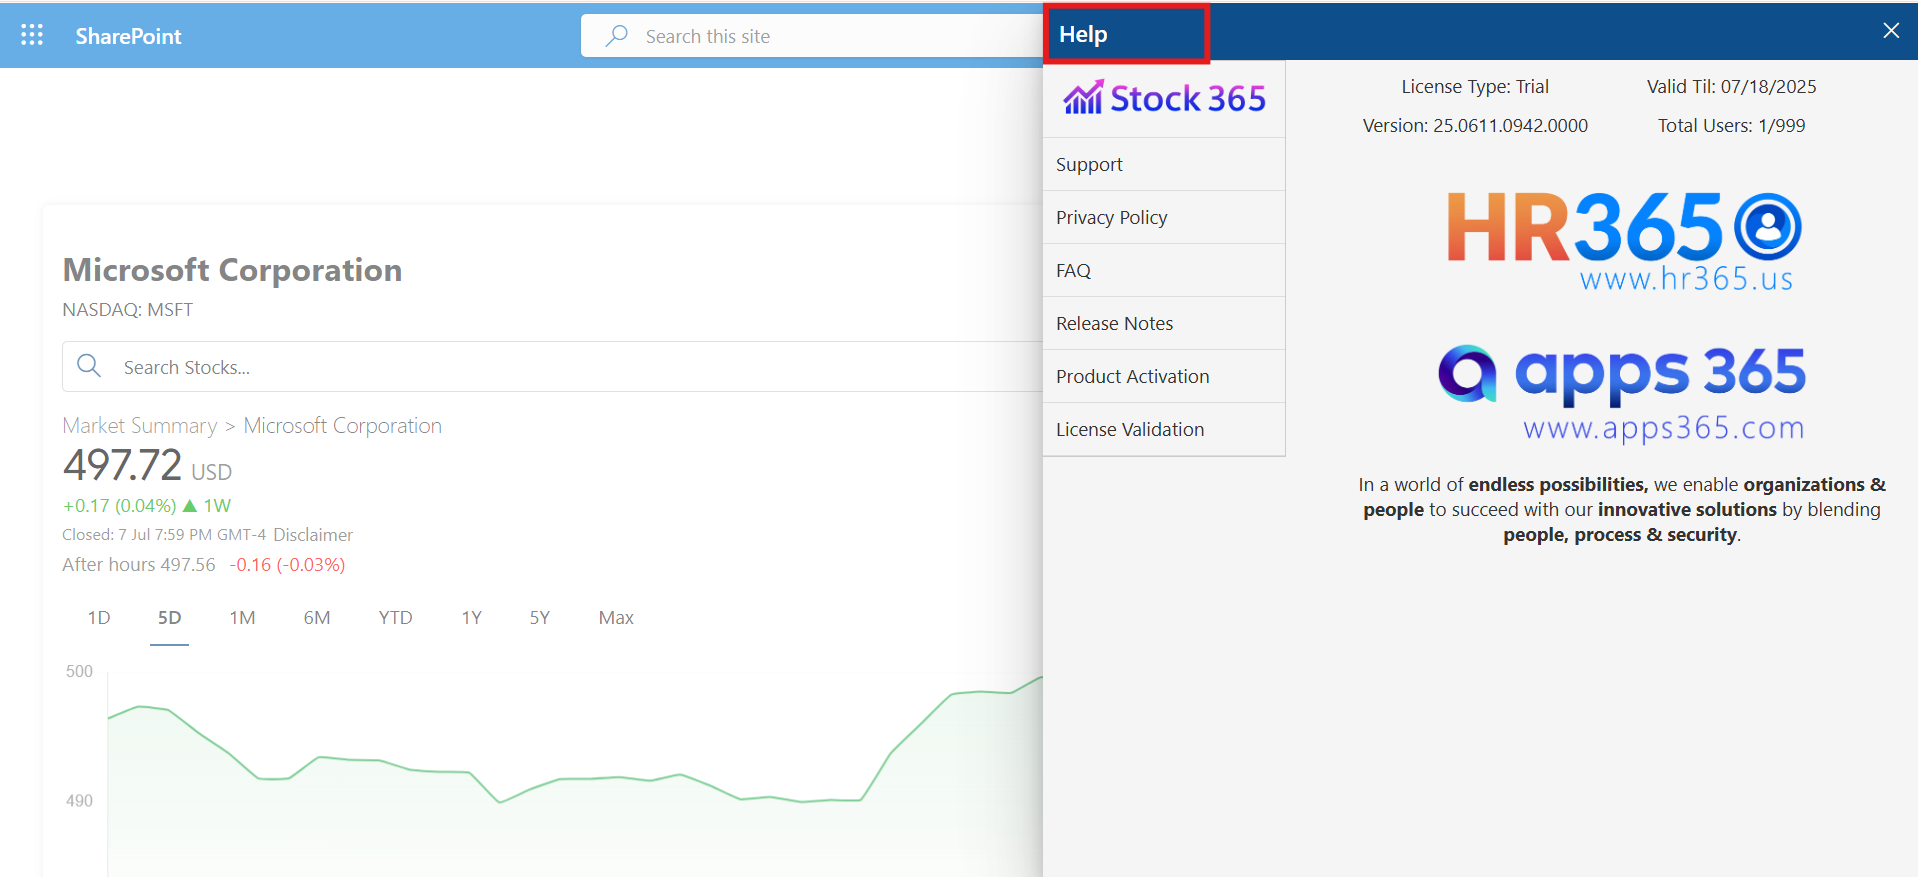 SharePoint
Search this site
Microsoft Corporation
NASDAQ: MSFT
Search Stocks...
Market Summary > Microsoft Corporation
497.72 USD
+0.17 (0.04%) ▲ 1W
Closed: 7 Jul 7:59 PM GMT-4 Disclaimer
After hours 497.56 -0.16 (-0.03%)
1D 5D 1M 6M YTD 1Y 5Y Max
500
490
Help
Stock 365
Support
Privacy Policy
FAQ
Release Notes
Product Activation
License Validation
License Type: Trial Valid Til: 07/18/2025
Version: 25.0611.0942.0000 Total Users: 1/999
HR365
www.hr365.us
apps 365
www.apps365.com
In a world of endless possibilities, we enable organizations &
people to succeed with our innovative solutions by blending
people, process & security.